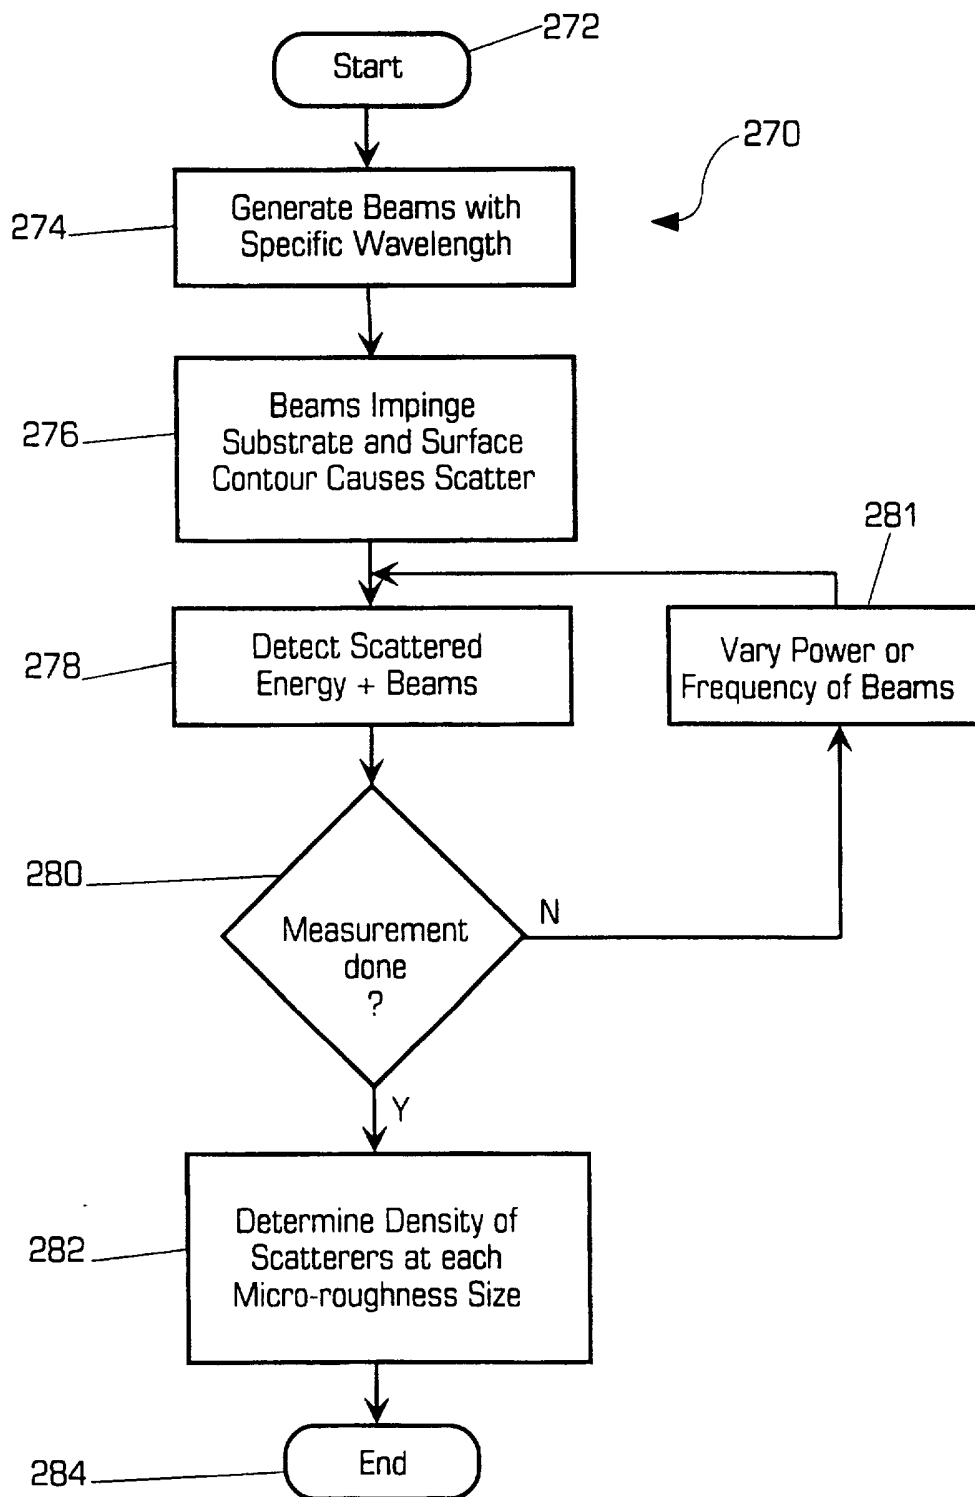 272
Start
270
274
Generate Beams with
Specific Wavelength
276
Beams Impinge
Substrate and Surface
Contour Causes Scatter
281
278
Detect Scattered
Energy + Beams
Vary Power or
Frequency of Beams
280
N
Measurement
done
?
Y
282
Determine Density of
Scatterers at each
Micro-roughness Size
284
End